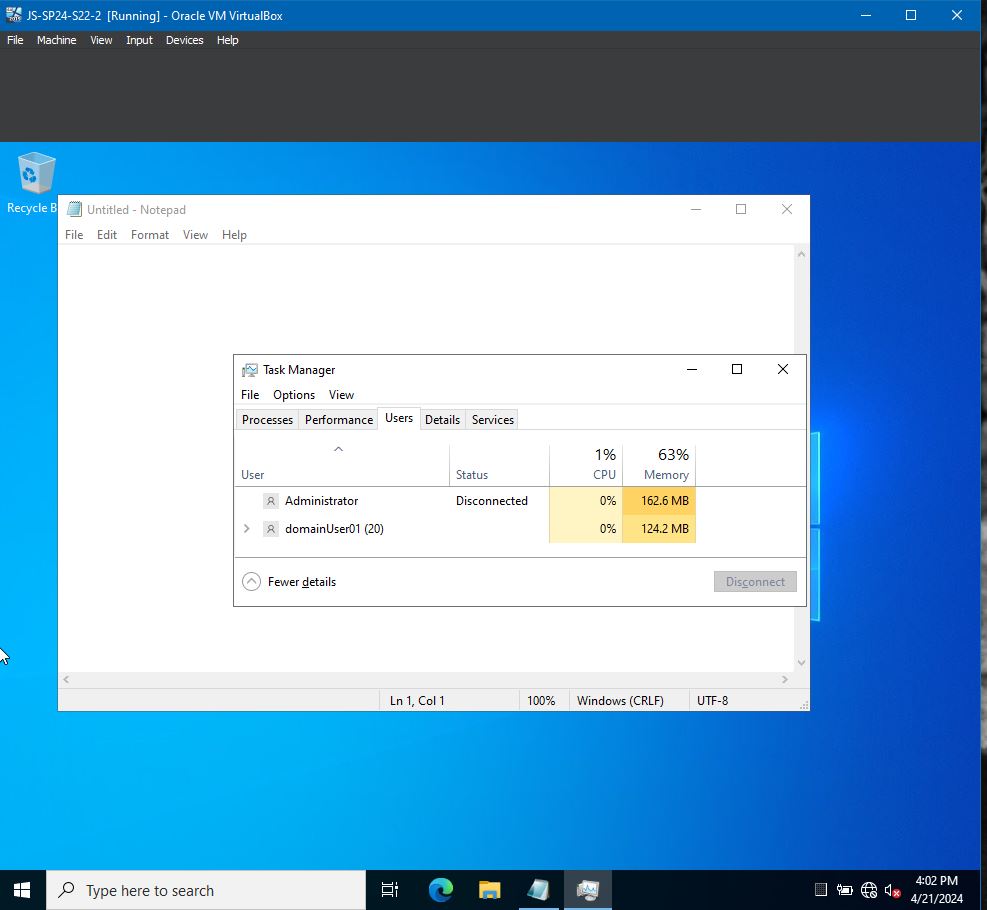 JS-SP24-S22-2 [Running] - Oracle VM VirtualBox
File Machine View Input Devices Help
Recycle B
Untitled - Notepad
File Edit Format View Help
Task Manager
File Options View
Processes Performance Users Details Services
1% 63%
User Status CPU Memory
Administrator Disconnected 0% 162.6 MB
domainUser01 (20) 0% 124.2 MB
Fewer details Disconnect
Ln 1, Col 1 100% Windows (CRLF) UTF-8
Type here to search
4:02 PM
4/21/2024